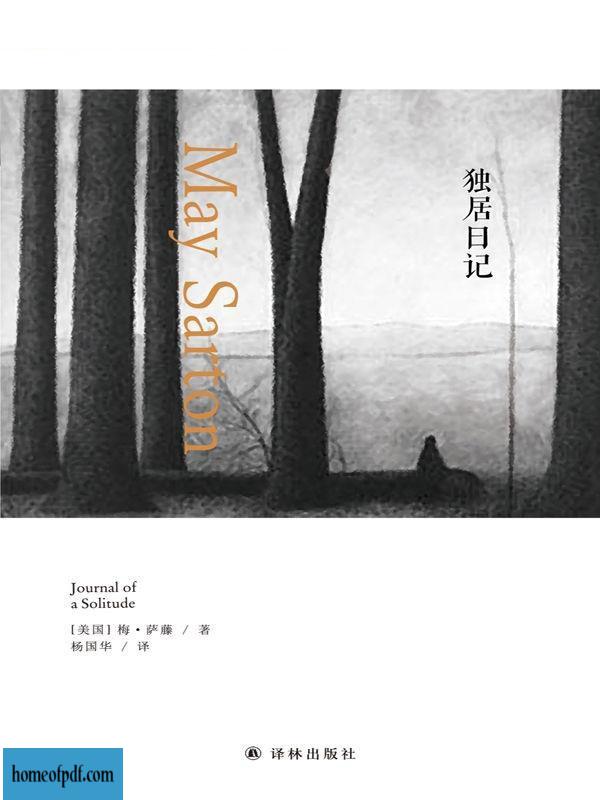 独居日记
May Sarton
Journal of
a Solitude
[美国] 梅·萨藤 / 著
杨国华 / 译
译林出版社
homeofpdf.com